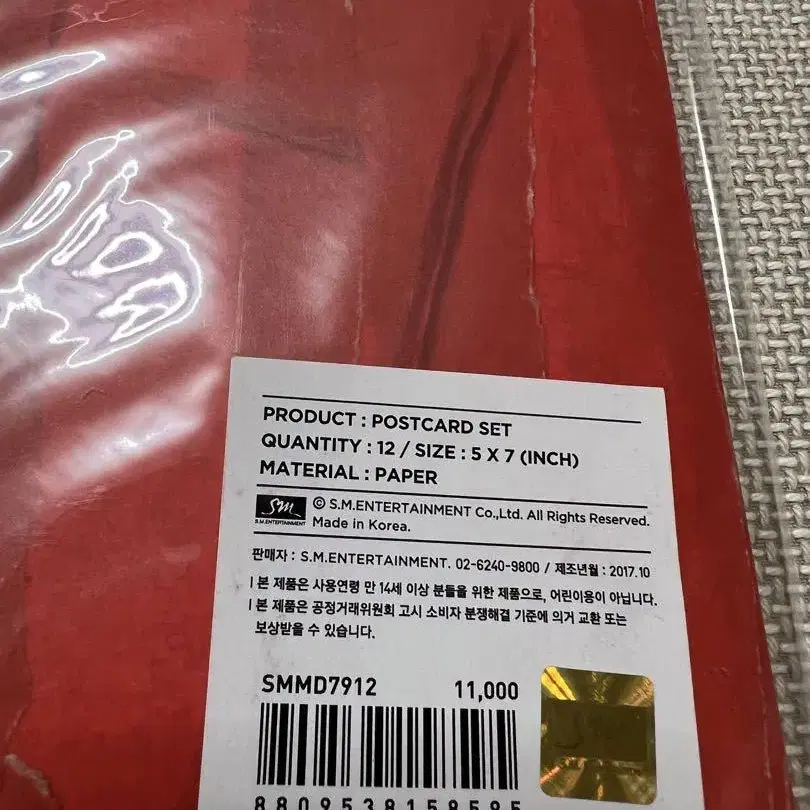 PRODUCT : POSTCARD SET
QUANTITY : 12 / SIZE : 5 X 7 (INCH)
MATERIAL : PAPER
SM
S.M.ENTERTAINMENT
© S.M.ENTERTAINMENT Co.,Ltd. All Rights Reserved.
Made in Korea.
판매자 : S.M.ENTERTAINMENT. 02-6240-9800 / 제조년월 : 2017.10
ㅣ본 제품은 사용연령 만 14세 이상 분들을 위한 제품으로, 어린이용이 아닙니다.
ㅣ본 제품은 공정거래위원회 고시 소비자 분쟁해결 기준에 의거 교환 또는
보상받을 수 있습니다.
SMMD7912 11,000
8809538158585